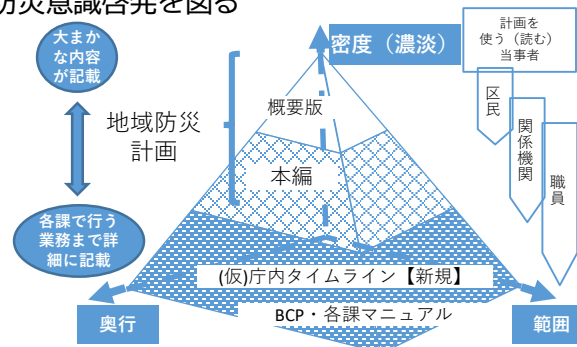 防災意識啓発を図る
大まか
な内容
が記載
密度（濃淡）
計画を
使う（読む）
当事者
区民
関係機関
職員
地域防災
計画
概要版
本編
各課で行う
業務まで詳
細に記載
(仮)庁内タイムライン【新規】
BCP・各課マニュアル
奥行
範囲